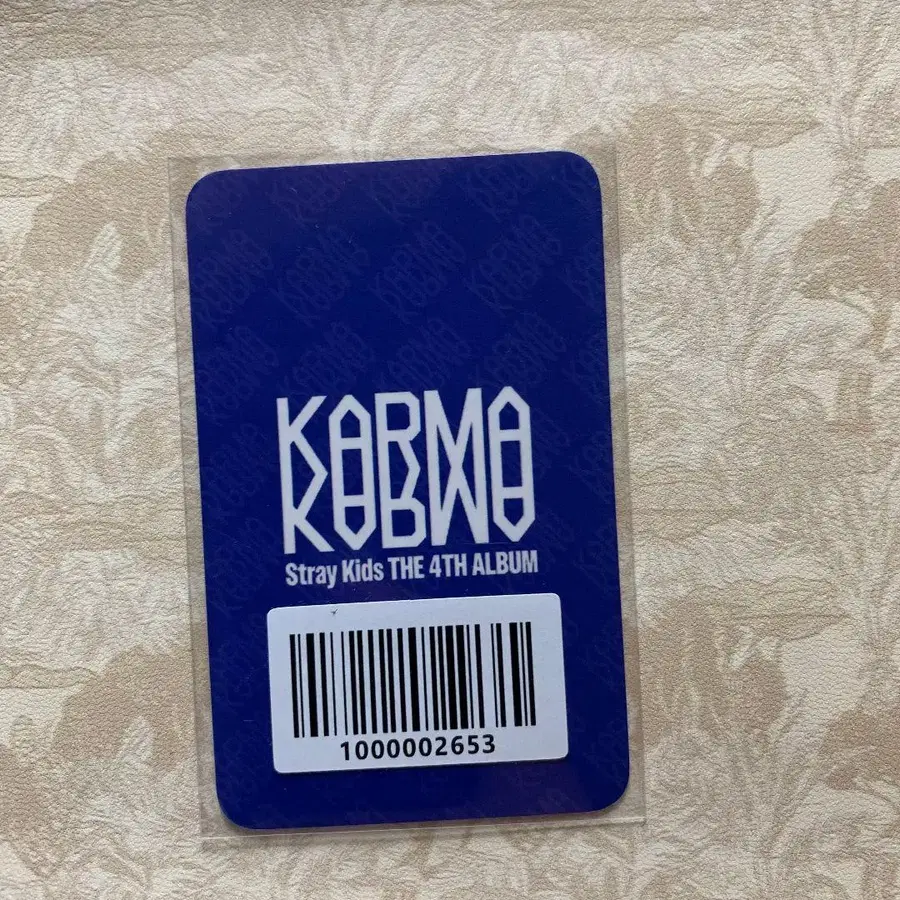 KARMA
Stray Kids THE 4TH ALBUM
1000002653